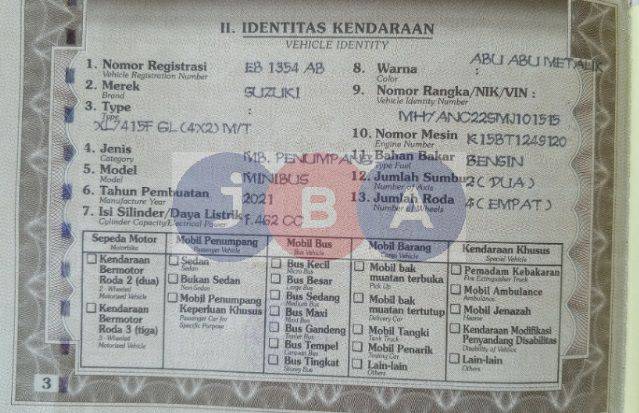 II. IDENTITAS KENDARAAN
VEHICLE IDENTITY
1. Nomor Registrasi EB 1354 AB
Vehicle Registration Number
2. Merek SUZUKI
Brand
3. Type :
Type
XL7415F GL (4X2) M/T
4. Jenis MB. PENUMPANG
Category
5. Model MINIBUS
Model
6. Tahun Pembuatan 2021
Manufacture Year
7. Isi Silinder/Daya Listrik 1.462 CC
Cylinder Capacity/Electrical Power
8. Warna : ABU ABU METALIK
Color
9. Nomor Rangka/NIK/VIN :
Vehicle Identity Number
MHYANC22SMJ101515
10. Nomor Mesin K15BT1249120
Engine Number
11. Bahan Bakar BENSIN
Type Fuel
12. Jumlah Sumbu 2 ( DUA )
Number of Axis
13. Jumlah Roda 4 ( EMPAT )
Number of Wheels
JBA
Sepeda Motor
Motorbike
Kendaraan
Bermotor
Roda 2 (dua)
2 - Wheeled
Motorized Vehicle
Kendaraan
Bermotor
Roda 3 (tiga)
3 - Wheeled
Motorized Vehicle
Mobil Penumpang
Passenger Vehicle
Sedan
Sedan
Bukan Sedan
Non Sedan
Mobil Penumpang
Keperluan Khusus
Passenger Car for
Specific Purpose
Mobil Bus
Bus Vehicle
Bus Kecil
Micro Bus
Bus Besar
Large Bus
Bus Sedang
Medium Bus
Bus Maxi
Maxi Bus
Bus Gandeng
Trailer Bus
Bus Tempel
Caravan Bus
Bus Tingkat
Storey Bus
Mobil Barang
Cargo Vehicle
Mobil bak
muatan terbuka
Pick Up
Mobil bak
muatan tertutup
Delivery Car
Mobil Tangki
Tank Truck
Mobil Penarik
Towing Car
Lain-lain
Others
Kendaraan Khusus
Special Vehicle
Pemadam Kebakaran
Fire Extinguisher Truck
Mobil Ambulance
Ambulance
Mobil Jenazah
Hearse
Kendaraan Modifikasi
Penyandang Disabilitas
Disability of Vehicles
Lain-lain
Others
3